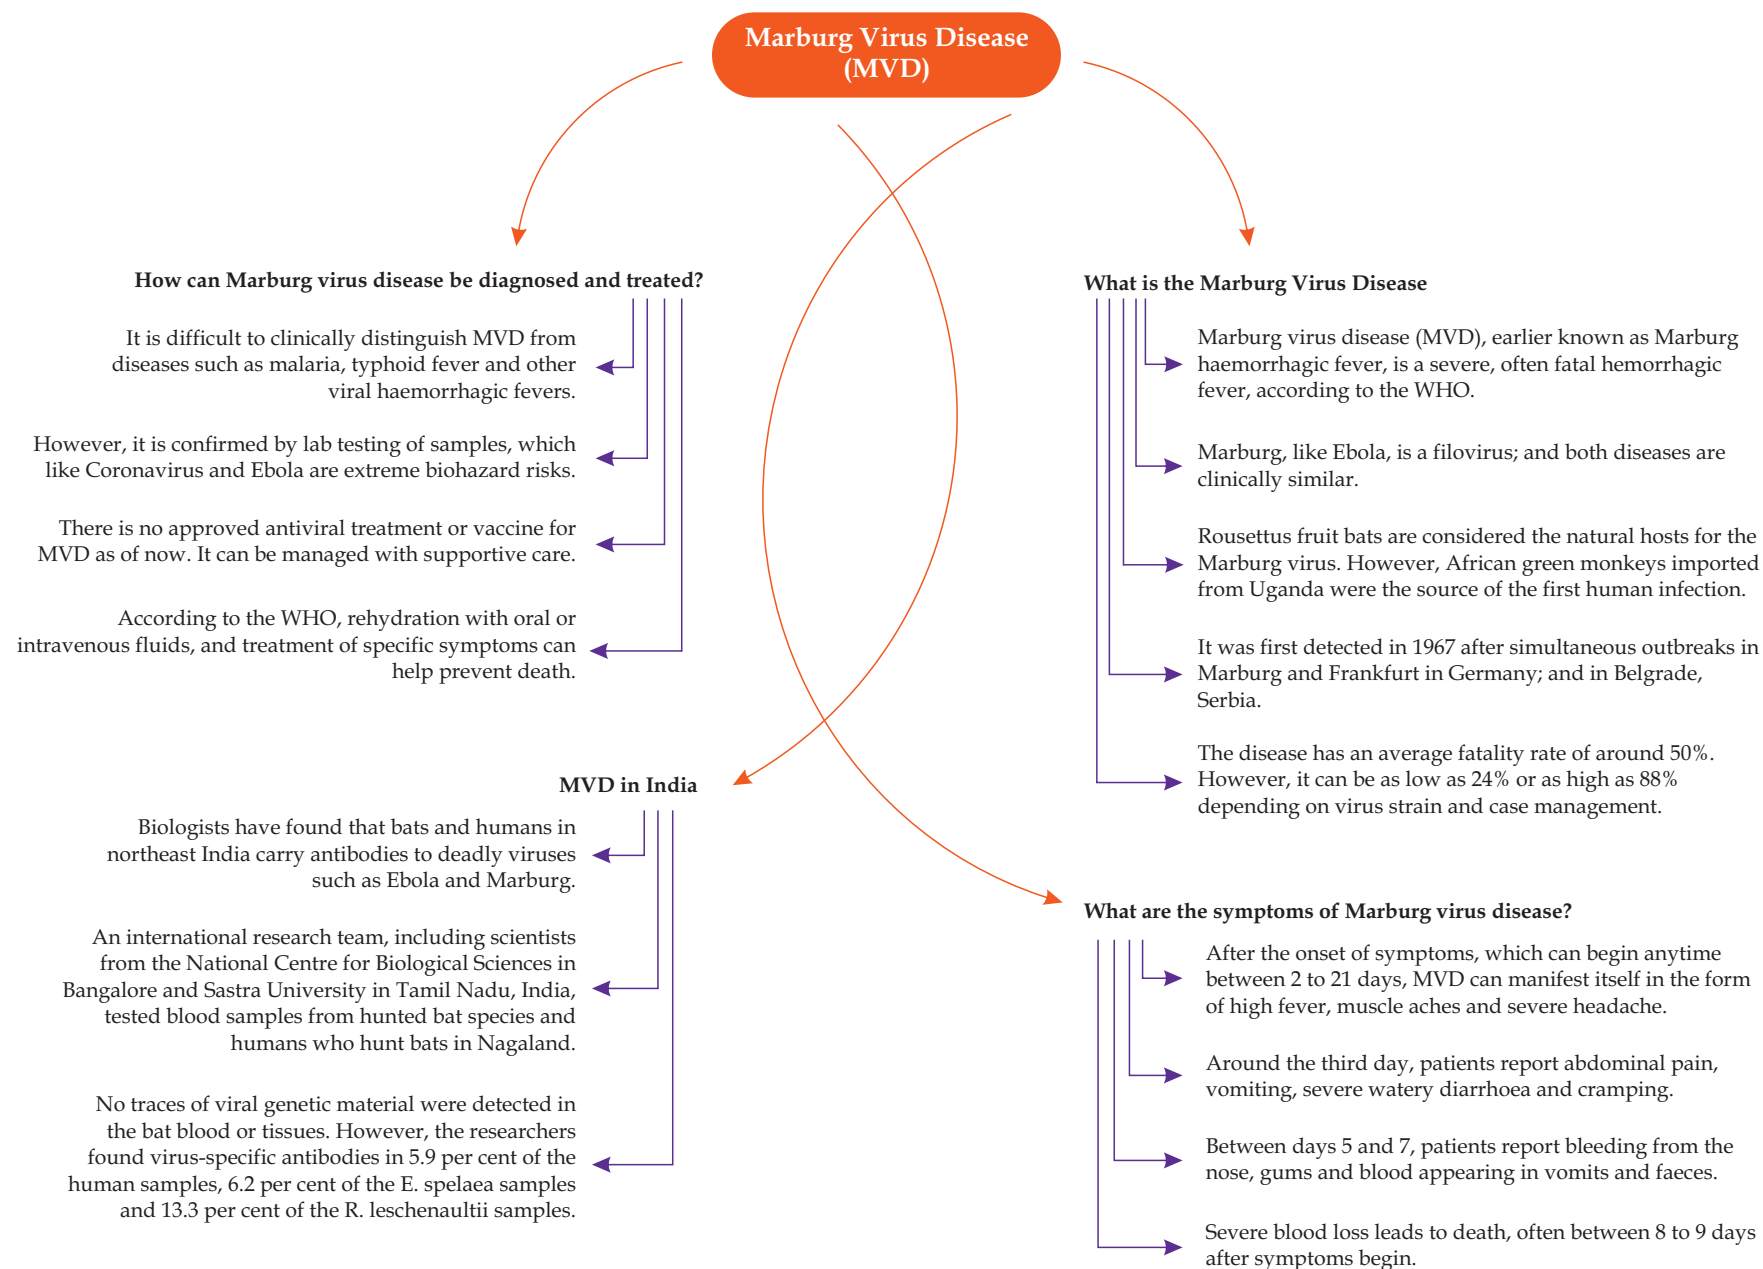 Marburg Virus Disease
(MVD)
How can Marburg virus disease be diagnosed and treated?
It is difficult to clinically distinguish MVD from
diseases such as malaria, typhoid fever and other
viral haemorrhagic fevers.
However, it is confirmed by lab testing of samples, which
like Coronavirus and Ebola are extreme biohazard risks.
There is no approved antiviral treatment or vaccine for
MVD as of now. It can be managed with supportive care.
According to the WHO, rehydration with oral or
intravenous fluids, and treatment of specific symptoms can
help prevent death.
What is the Marburg Virus Disease
Marburg virus disease (MVD), earlier known as Marburg
haemorrhagic fever, is a severe, often fatal hemorrhagic
fever, according to the WHO.
Marburg, like Ebola, is a filovirus; and both diseases are
clinically similar.
Rousettus fruit bats are considered the natural hosts for the
Marburg virus. However, African green monkeys imported
from Uganda were the source of the first human infection.
It was first detected in 1967 after simultaneous outbreaks in
Marburg and Frankfurt in Germany; and in Belgrade,
Serbia.
The disease has an average fatality rate of around 50%.
However, it can be as low as 24% or as high as 88%
depending on virus strain and case management.
MVD in India
Biologists have found that bats and humans in
northeast India carry antibodies to deadly viruses
such as Ebola and Marburg.
An international research team, including scientists
from the National Centre for Biological Sciences in
Bangalore and Sastra University in Tamil Nadu, India,
tested blood samples from hunted bat species and
humans who hunt bats in Nagaland.
No traces of viral genetic material were detected in
the bat blood or tissues. However, the researchers
found virus-specific antibodies in 5.9 per cent of the
human samples, 6.2 per cent of the E. spelaea samples
and 13.3 per cent of the R. leschenaultii samples.
What are the symptoms of Marburg virus disease?
After the onset of symptoms, which can begin anytime
between 2 to 21 days, MVD can manifest itself in the form
of high fever, muscle aches and severe headache.
Around the third day, patients report abdominal pain,
vomiting, severe watery diarrhoea and cramping.
Between days 5 and 7, patients report bleeding from the
nose, gums and blood appearing in vomits and faeces.
Severe blood loss leads to death, often between 8 to 9 days
after symptoms begin.